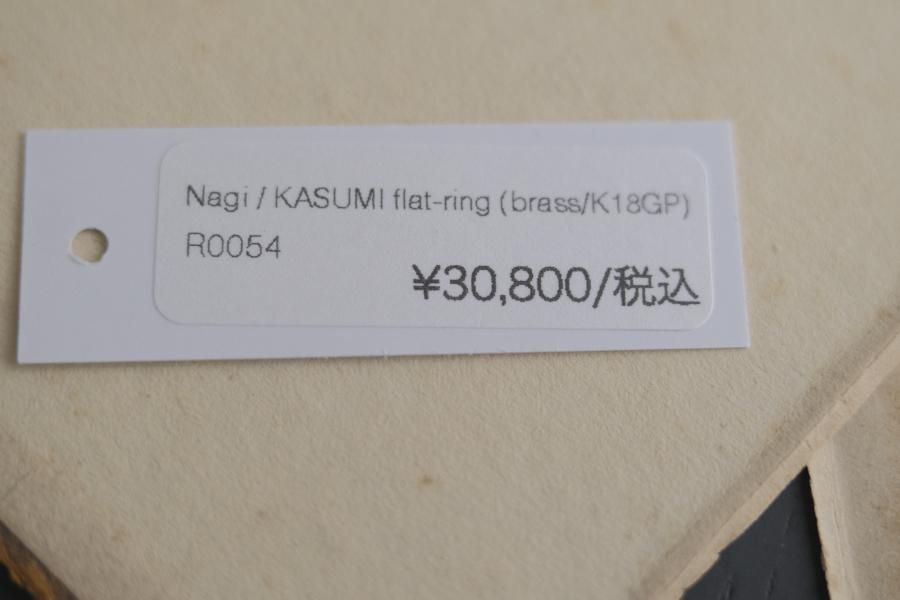 Nagi / KASUMI flat-ring (brass/K18GP)
R0054
¥30,800/税込